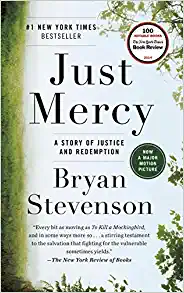 #1 NEW YORK TIMES
BESTSELLER
100
NOTABLE BOOKS
The New York Times
Book Review
2014
Just
Mercy
A STORY OF JUSTICE
AND REDEMPTION
NOW A
MAJOR
MOTION
PICTURE
Bryan
Stevenson
"Every bit as moving as To Kill a Mockingbird,
and in some ways more so . . . a stirring testament
to the salvation that fighting for the vulnerable
sometimes yields."
—The New York Review of Books